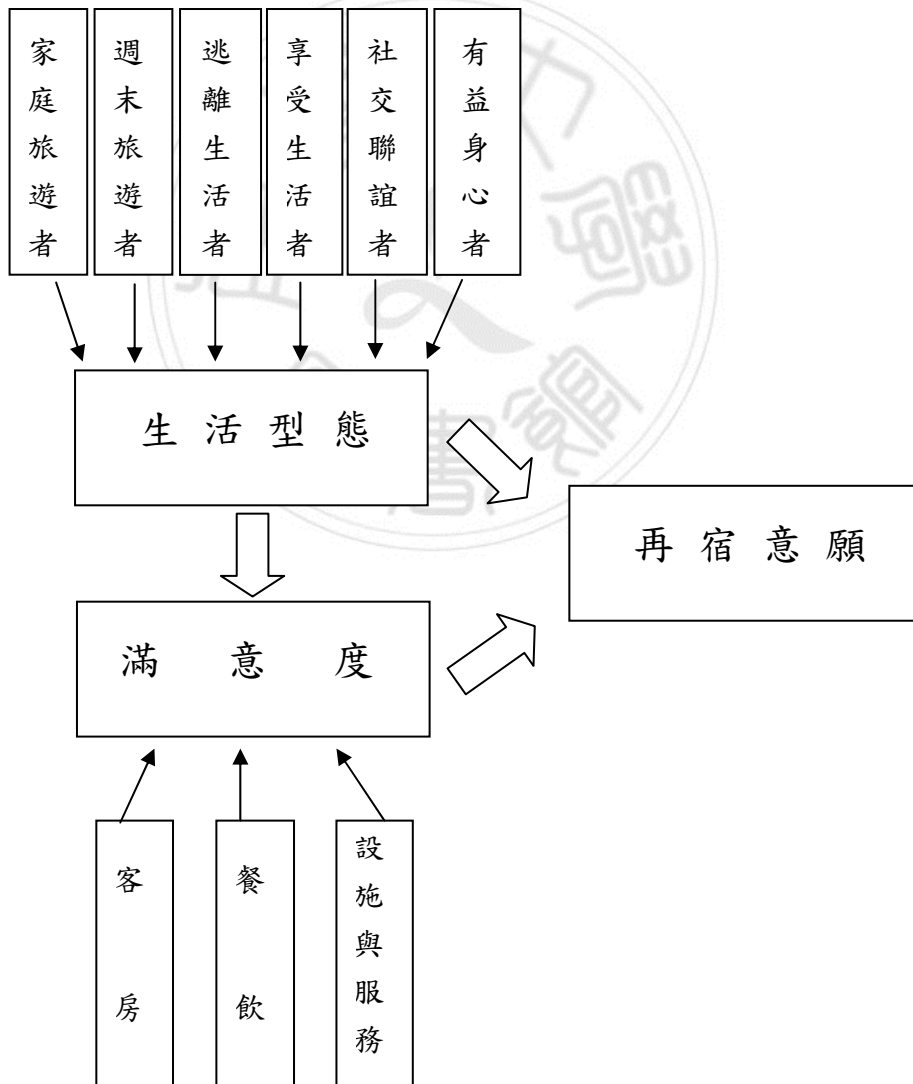 家庭旅遊者
週末旅遊者
逃離生活者
享受生活者
社交聯誼者
有益身心者
生活型態
再宿意願
滿意度
客房
餐飲
設施與服務